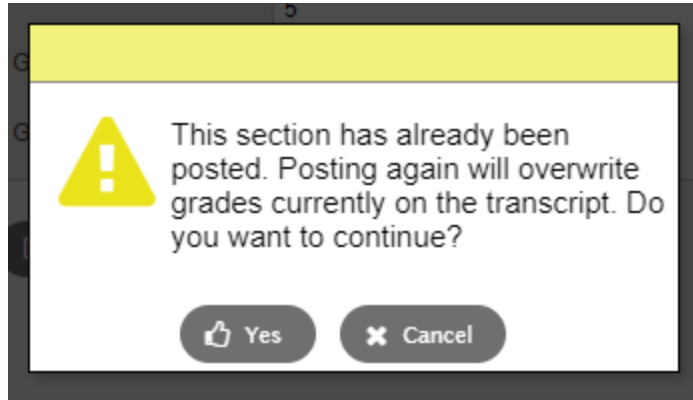 5
G
G
This section has already been
posted. Posting again will overwrite
grades currently on the transcript. Do
you want to continue?
Yes
Cancel